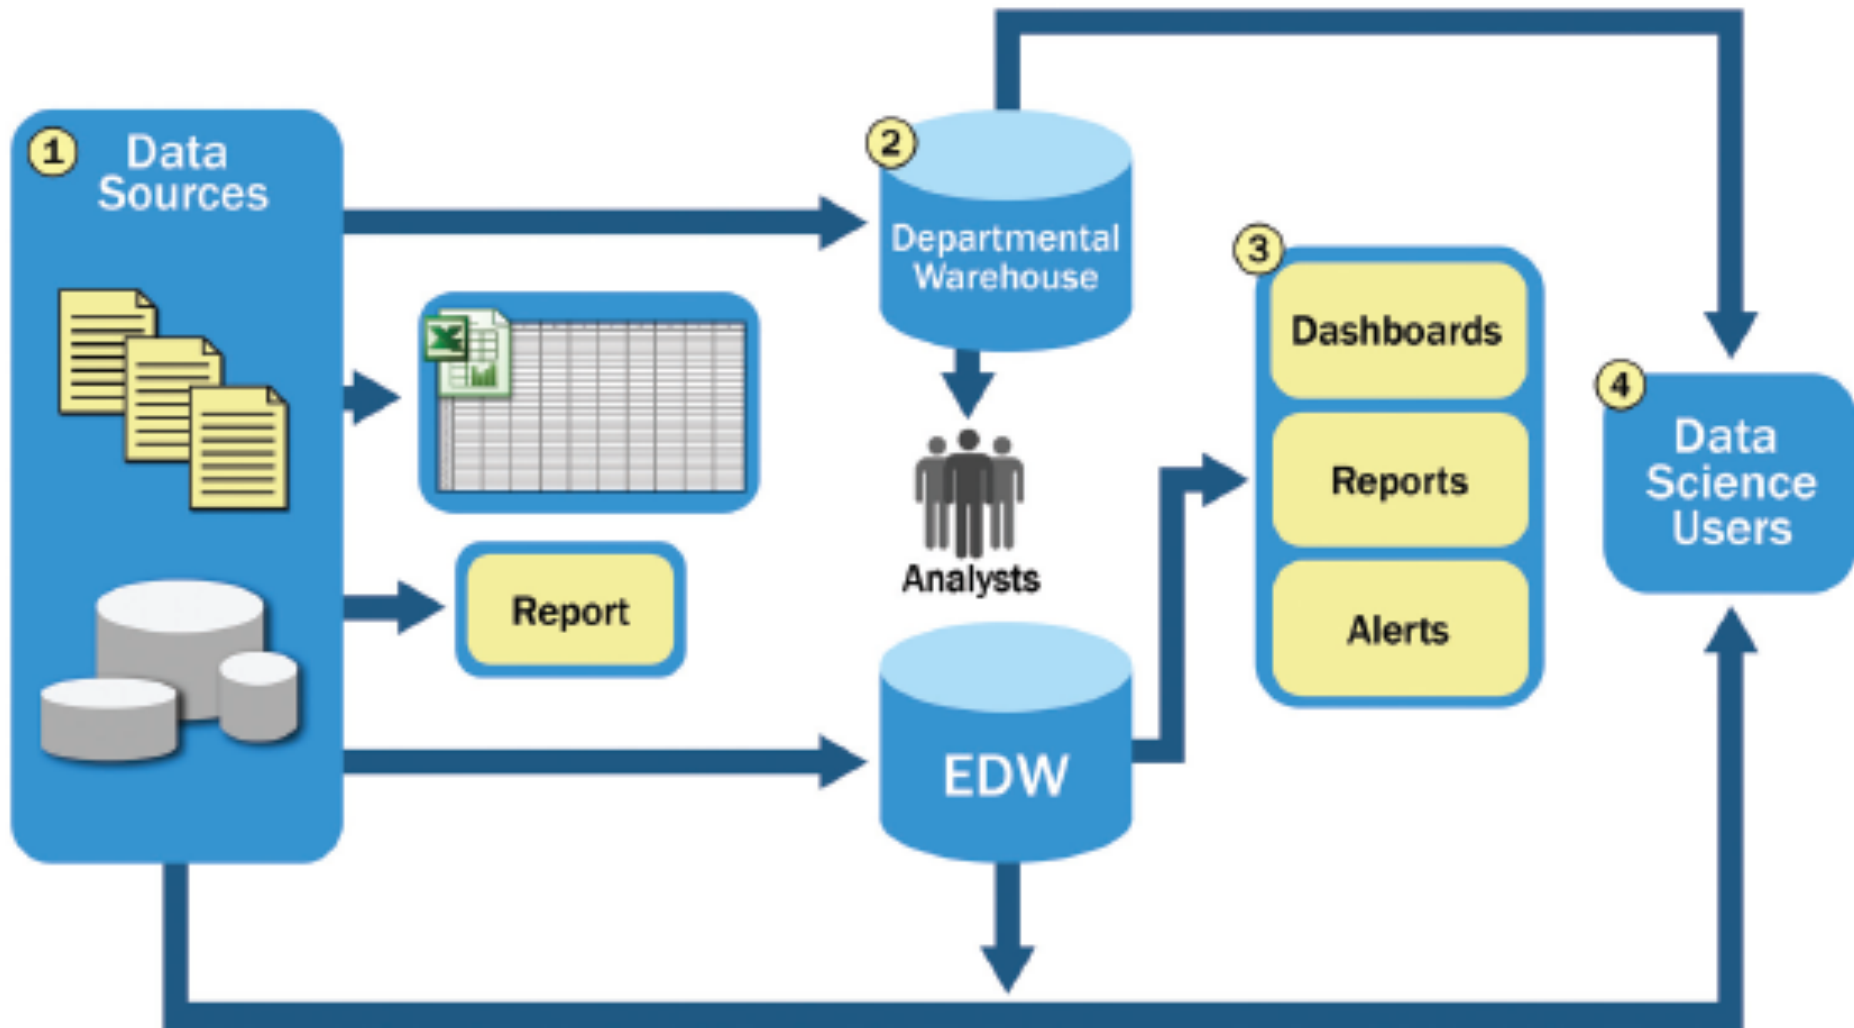 1
Data
Sources
2
Departmental
Warehouse
Analysts
Report
EDW
3
Dashboards
Reports
Alerts
4
Data
Science
Users